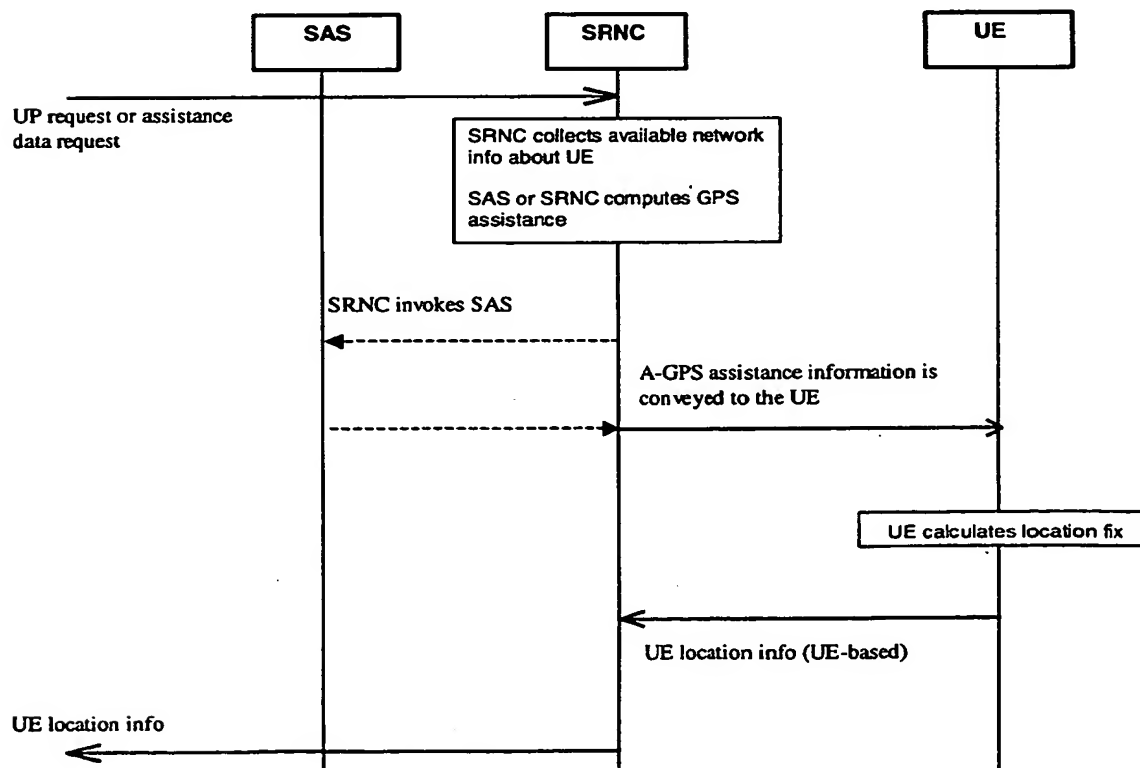 SAS
SRNC
UE
UP request or assistance
data request
SRNC collects available network
info about UE
SAS or SRNC computes GPS
assistance
SRNC invokes SAS
A-GPS assistance information is
conveyed to the UE
UE calculates location fix
UE location info (UE-based)
UE location info